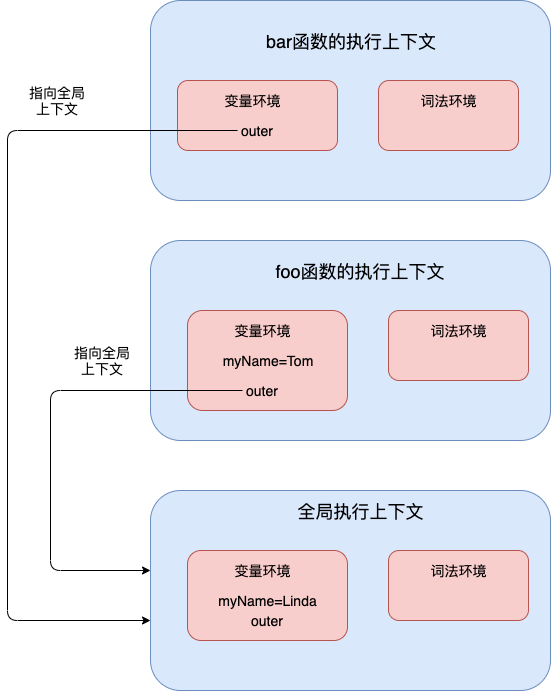 bar函数的执行上下文
指向全局
上下文
变量环境
outer
词法环境
foo函数的执行上下文
指向全局
上下文
变量环境
myName=Tom
outer
词法环境
全局执行上下文
变量环境
myName=Linda
outer
词法环境